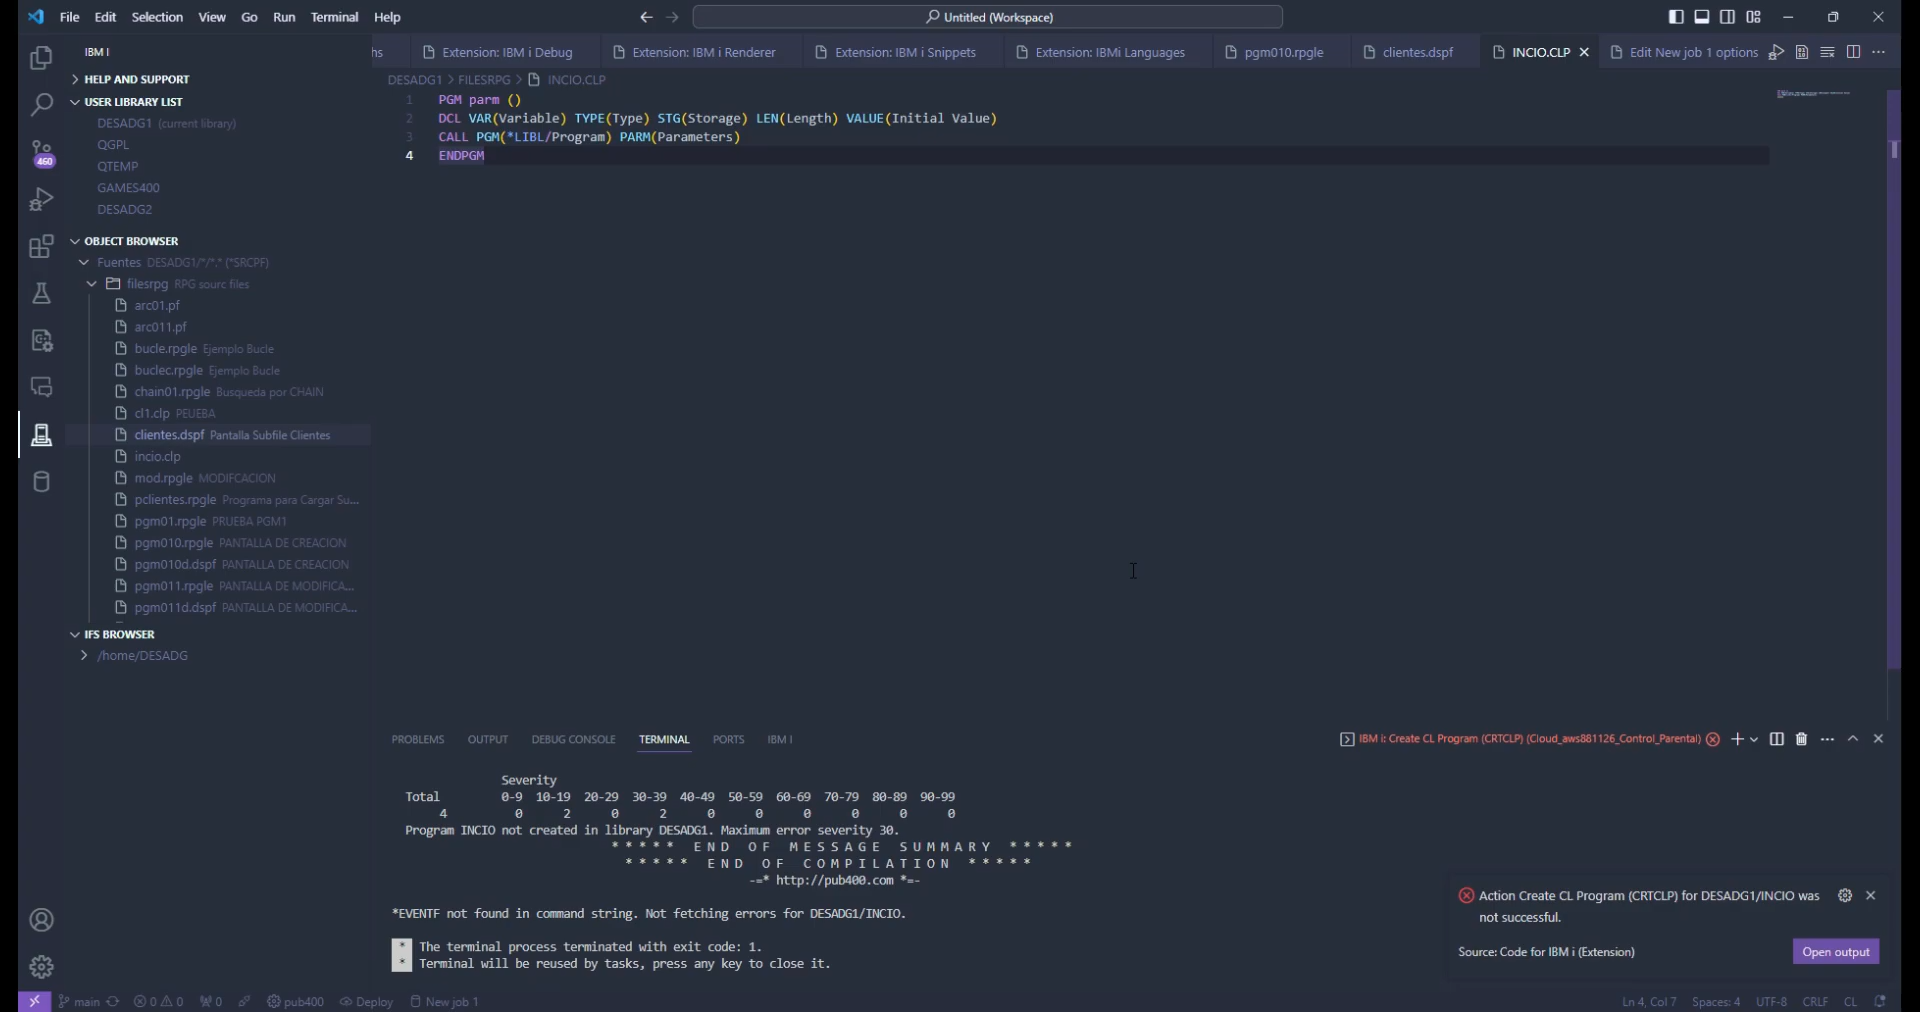 File Edit Selection View Go Run Terminal Help
Untitled (Workspace)
IBM I
HELP AND SUPPORT
USER LIBRARY LIST
DESADG1 (current library)
QGPL
QTEMP
GAMES400
DESADG2
OBJECT BROWSER
Fuentes DESADG1/*/*.* (*SRCPF)
filesrpg RPG sourc files
arc01.pf
arc011.pf
bucle.rpgle Ejemplo Bucle
buclec.rpgle Ejemplo Bucle
chain01.rpgle Busqueda por CHAIN
cl1.clp PEUEBA
clientes.dspf Pantalla Subfile Clientes
incio.clp
mod.rpgle MODIFCACION
pclientes.rpgle Programa para Cargar Su...
pgm01.rpgle PRUEBA PGM1
pgm010.rpgle PANTALLA DE CREACION
pgm010d.dspf PANTALLA DE CREACION
pgm011.rpgle PANTALLA DE MODIFICA...
pgm011d.dspf PANTALLA DE MODIFICA...
IFS BROWSER
/home/DESADG
460
hs Extension: IBM i Debug Extension: IBM i Renderer Extension: IBM i Snippets Extension: IBMi Languages pgm010.rpgle clientes.dspf INCIO.CLP Edit New job 1 options
DESADG1 > FILESRPG > INCIO.CLP
1 PGM parm ()
2 DCL VAR(Variable) TYPE(Type) STG(Storage) LEN(Length) VALUE(Initial Value)
3 CALL PGM(*LIBL/Program) PARM(Parameters)
4 ENDPGM
PROBLEMS OUTPUT DEBUG CONSOLE TERMINAL PORTS IBM I
IBM i: Create CL Program (CRTCLP) (Cloud_aws881126_Control_Parental)
Severity
Total 0-9 10-19 20-29 30-39 40-49 50-59 60-69 70-79 80-89 90-99
4 0 2 0 2 0 0 0 0 0 0
Program INCIO not created in library DESADG1. Maximum error severity 30.
* * * * * E N D O F M E S S A G E S U M M A R Y * * * * *
* * * * * E N D O F C O M P I L A T I O N * * * * *
-=* http://pub400.com *=-
*EVENTF not found in command string. Not fetching errors for DESADG1/INCIO.
* The terminal process terminated with exit code: 1.
* Terminal will be reused by tasks, press any key to close it.
Action Create CL Program (CRTCLP) for DESADG1/INCIO was
not successful.
Source: Code for IBM i (Extension)
Open output
main 0 0 0 pub400 Deploy New job 1
Ln 4, Col 7 Spaces: 4 UTF-8 CRLF CL